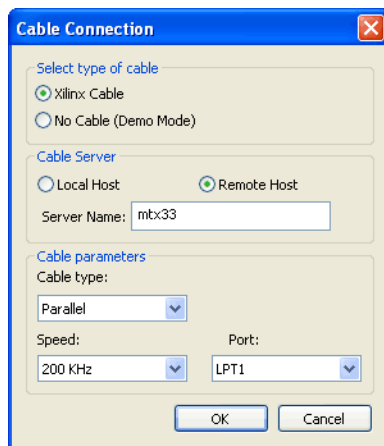 Cable Connection
Select type of cable
Xilinx Cable
No Cable (Demo Mode)
Cable Server
Local Host Remote Host
Server Name: mtx33
Cable parameters
Cable type:
Parallel
Speed: Port:
200 KHz LPT1
OK Cancel